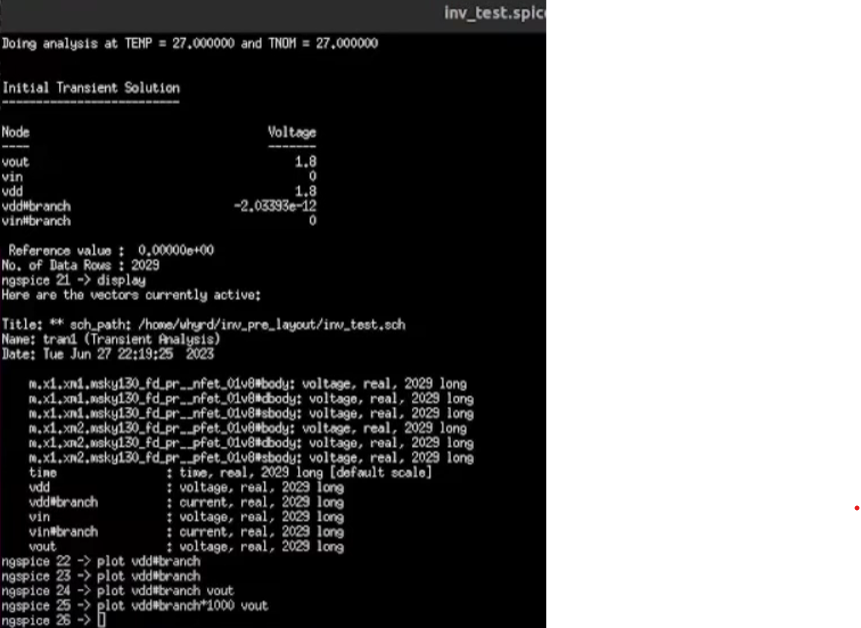 inv_test.spice
Doing analysis at TEMP = 27.000000 and TNOM = 27.000000
Initial Transient Solution
--------------------------
Node Voltage
---- -------
vout 1.8
vin 0
vdd 1.8
vdd#branch -2.03393e-12
vin#branch 0
Reference value : 0.00000e+00
No. of Data Rows : 2029
ngspice 21 -> display
Here are the vectors currently active:
Title: ** sch_path: /home/whyrd/inv_pre_layout/inv_test.sch
Name: tran1 (Transient Analysis)
Date: Tue Jun 27 22:19:25 2023
m.x1.xm1.msky130_fd_pr__nfet_01v8#body: voltage, real, 2029 long
m.x1.xm1.msky130_fd_pr__nfet_01v8#dbody: voltage, real, 2029 long
m.x1.xm1.msky130_fd_pr__nfet_01v8#sbody: voltage, real, 2029 long
m.x1.xm2.msky130_fd_pr__pfet_01v8#body: voltage, real, 2029 long
m.x1.xm2.msky130_fd_pr__pfet_01v8#dbody: voltage, real, 2029 long
m.x1.xm2.msky130_fd_pr__pfet_01v8#sbody: voltage, real, 2029 long
time : time, real, 2029 long [default scale]
vdd : voltage, real, 2029 long
vdd#branch : current, real, 2029 long
vin : voltage, real, 2029 long
vin#branch : current, real, 2029 long
vout : voltage, real, 2029 long
ngspice 22 -> plot vdd#branch
ngspice 23 -> plot vdd#branch
ngspice 24 -> plot vdd#branch vout
ngspice 25 -> plot vdd#branch*1000 vout
ngspice 26 ->